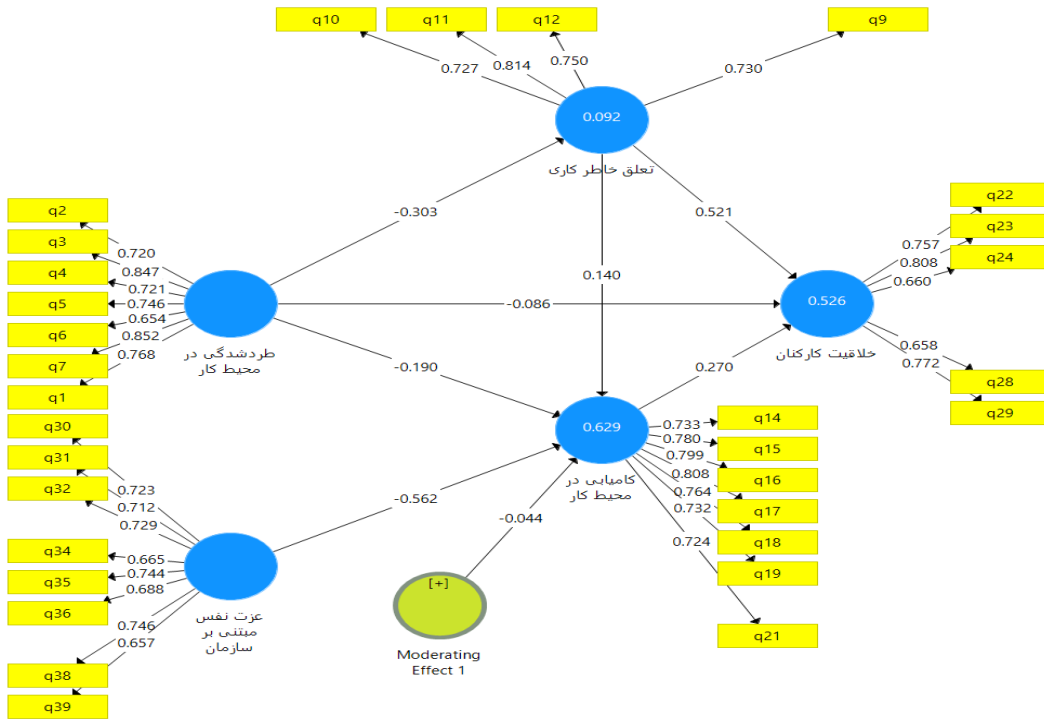 q10
q11
q12
q9
0.727
0.814
0.750
0.730
0.092
تعلق خاطر کاری
q2
q3
q4
q5
q6
q7
q1
0.720
0.847
0.721
0.746
0.654
0.852
0.768
طردشدگی در
محیط کار
-0.303
0.521
0.140
-0.086
-0.190
0.270
-0.562
-0.044
q22
q23
q24
q28
q29
0.757
0.808
0.660
0.658
0.772
0.526
خلاقیت کارکنان
0.629
کامیابی در
محیط کار
q14
q15
q16
q17
q18
q19
q21
0.733
0.780
0.799
0.808
0.764
0.732
0.724
q30
q31
q32
q34
q35
q36
q38
q39
0.723
0.712
0.729
0.665
0.744
0.688
0.746
0.657
عزت نفس
مبتنی بر
سازمان
[+]
Moderating
Effect 1